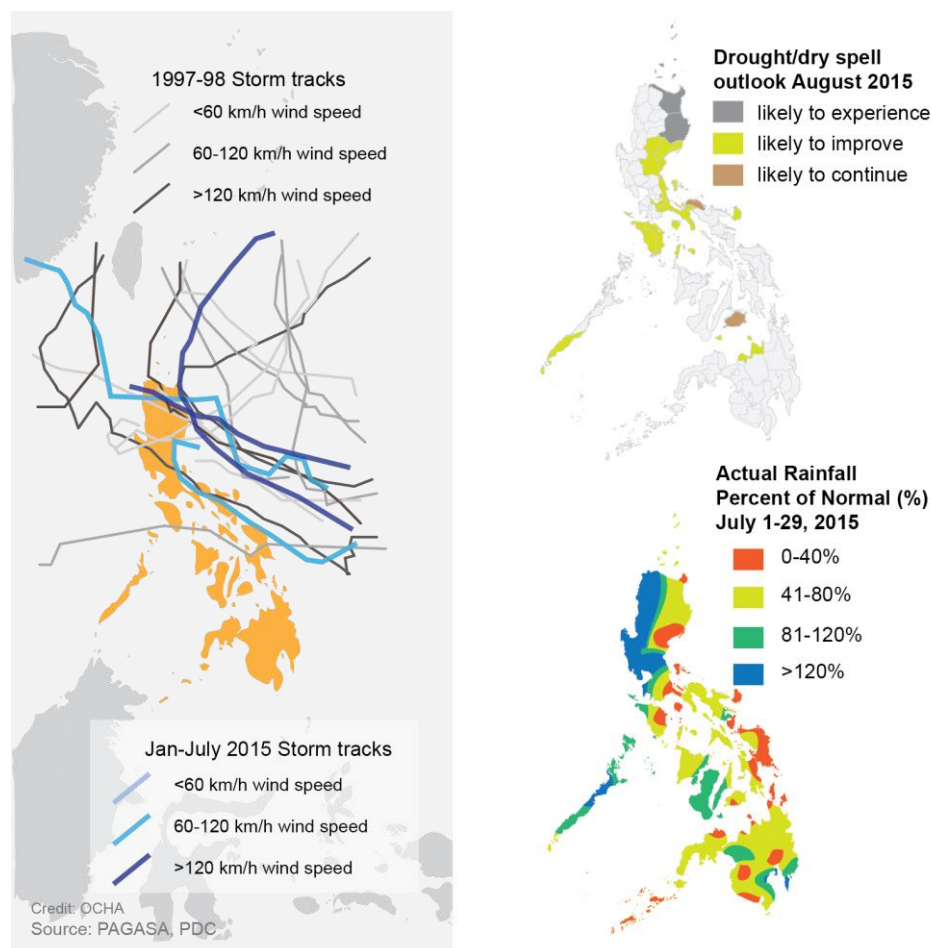 1997-98 Storm tracks
<60 km/h wind speed
60-120 km/h wind speed
>120 km/h wind speed
Jan-July 2015 Storm tracks
<60 km/h wind speed
60-120 km/h wind speed
>120 km/h wind speed
Credit: OCHA
Source: PAGASA, PDC
Drought/dry spell
outlook August 2015
likely to experience
likely to improve
likely to continue
Actual Rainfall
Percent of Normal (%)
July 1-29, 2015
0-40%
41-80%
81-120%
>120%